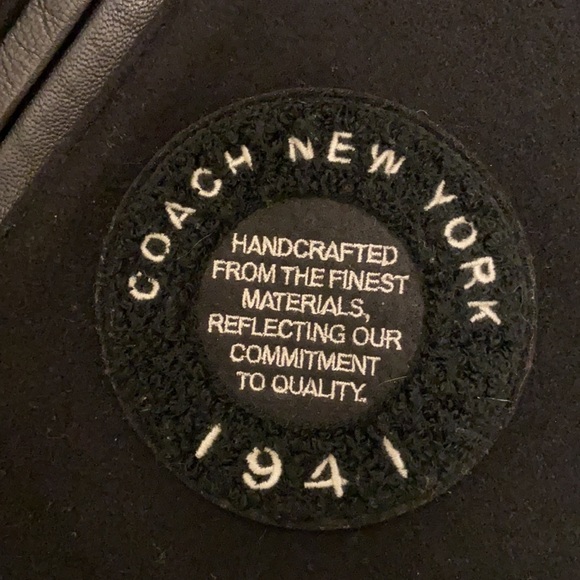 COACH NEW YORK
HANDCRAFTED
FROM THE FINEST
MATERIALS,
REFLECTING OUR
COMMITMENT
TO QUALITY.
1941